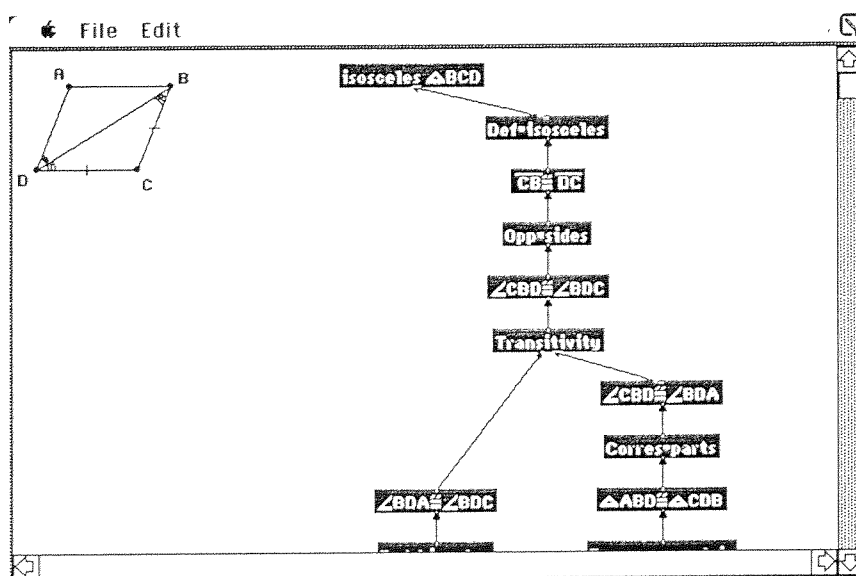 File Edit
A B
D C
isosceles △BCD
Def-isosceles
CB≅DC
Opp-sides
∠CBD≅∠BDC
Transitivity
∠CBD≅∠BDA
Corres-parts
∠BDA≅∠BDC
△ABD≅△CDB